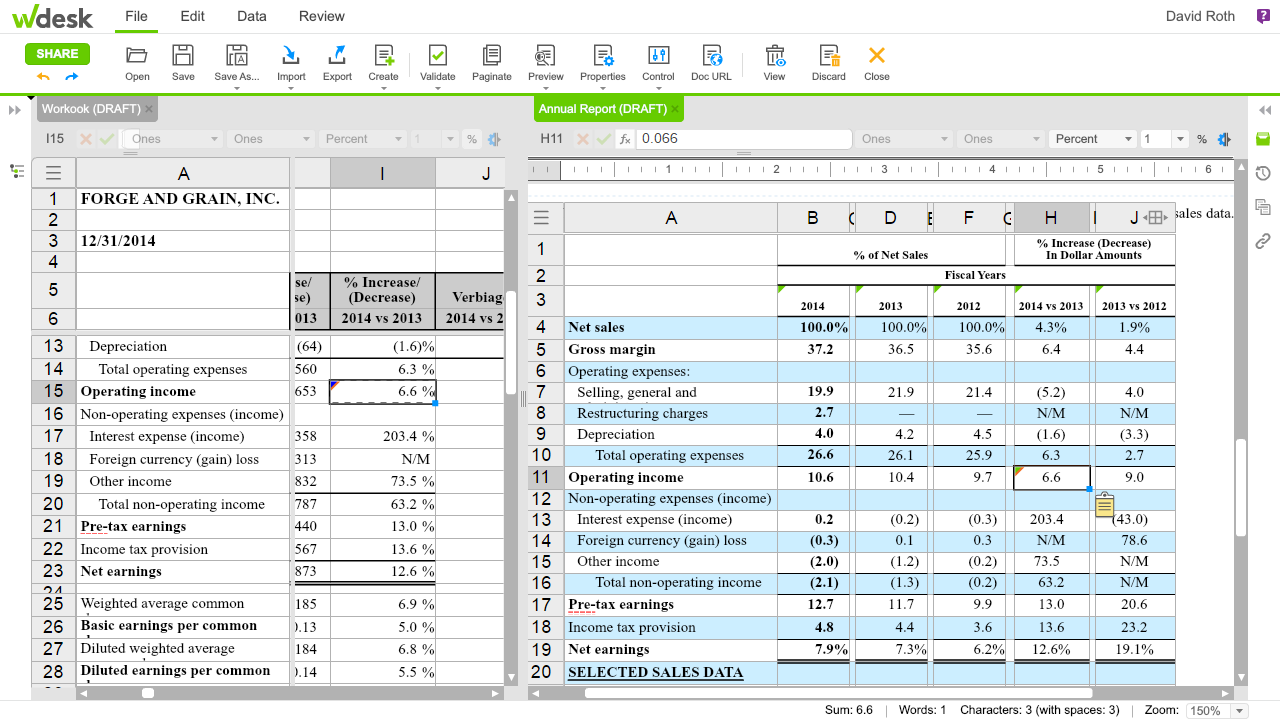 wdesk File Edit Data Review David Roth ?
SHARE Open Save Save As... Import Export Create Validate Paginate Preview Properties Control Doc URL View Discard Close
Workook (DRAFT) × Annual Report (DRAFT) ×
I15 Ones Ones Percent 1 % H11 fx 0.066 Ones Ones Percent 1 %
1 2 3 4 5 6
A I J
1 FORGE AND GRAIN, INC.
2
3 12/31/2014
4
5 se/ se) % Increase/ (Decrease) Verbiag
6 013 2014 vs 2013 2014 vs 2
13 Depreciation (64) (1.6)%
14 Total operating expenses 560 6.3 %
15 Operating income 653 6.6 %
16 Non-operating expenses (income)
17 Interest expense (income) 358 203.4 %
18 Foreign currency (gain) loss 313 N/M
19 Other income 832 73.5 %
20 Total non-operating income 787 63.2 %
21 Pre-tax earnings 440 13.0 %
22 Income tax provision 567 13.6 %
23 Net earnings 873 12.6 %
24
25 Weighted average common 185 6.9 %
26 Basic earnings per common ).13 5.0 %
27 Diluted weighted average 184 6.8 %
28 Diluted earnings per common ).14 5.5 %
sales data.
A B C D E F G H I J
1 % of Net Sales % Increase (Decrease)
In Dollar Amounts
2 Fiscal Years
3 2014 2013 2012 2014 vs 2013 2013 vs 2012
4 Net sales 100.0% 100.0% 100.0% 4.3% 1.9%
5 Gross margin 37.2 36.5 35.6 6.4 4.4
6 Operating expenses:
7 Selling, general and 19.9 21.9 21.4 (5.2) 4.0
8 Restructuring charges 2.7 — — N/M N/M
9 Depreciation 4.0 4.2 4.5 (1.6) (3.3)
10 Total operating expenses 26.6 26.1 25.9 6.3 2.7
11 Operating income 10.6 10.4 9.7 6.6 9.0
12 Non-operating expenses (income)
13 Interest expense (income) 0.2 (0.2) (0.3) 203.4 (43.0)
14 Foreign currency (gain) loss (0.3) 0.1 0.3 N/M 78.6
15 Other income (2.0) (1.2) (0.2) 73.5 N/M
16 Total non-operating income (2.1) (1.3) (0.2) 63.2 N/M
17 Pre-tax earnings 12.7 11.7 9.9 13.0 20.6
18 Income tax provision 4.8 4.4 3.6 13.6 23.2
19 Net earnings 7.9% 7.3% 6.2% 12.6% 19.1%
20 SELECTED SALES DATA
Sum: 6.6 Words: 1 Characters: 3 (with spaces: 3) Zoom: 150%